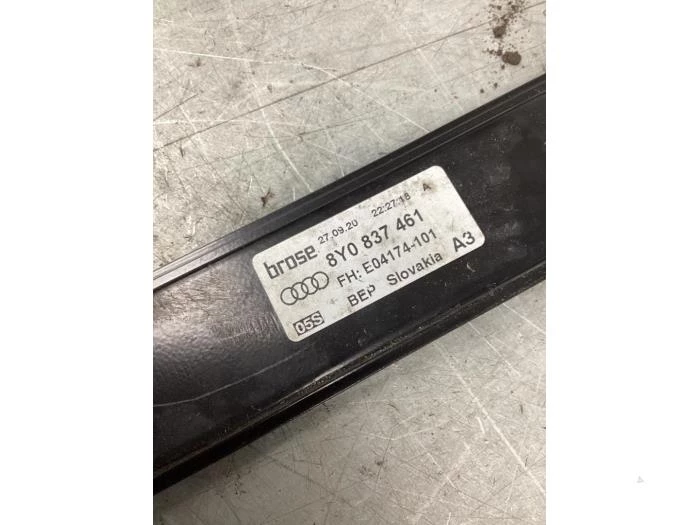 brose 27.09.20 22:27:18 A
8Y0 837 461
FH: E04174-101
05S BEP Slovakia A3